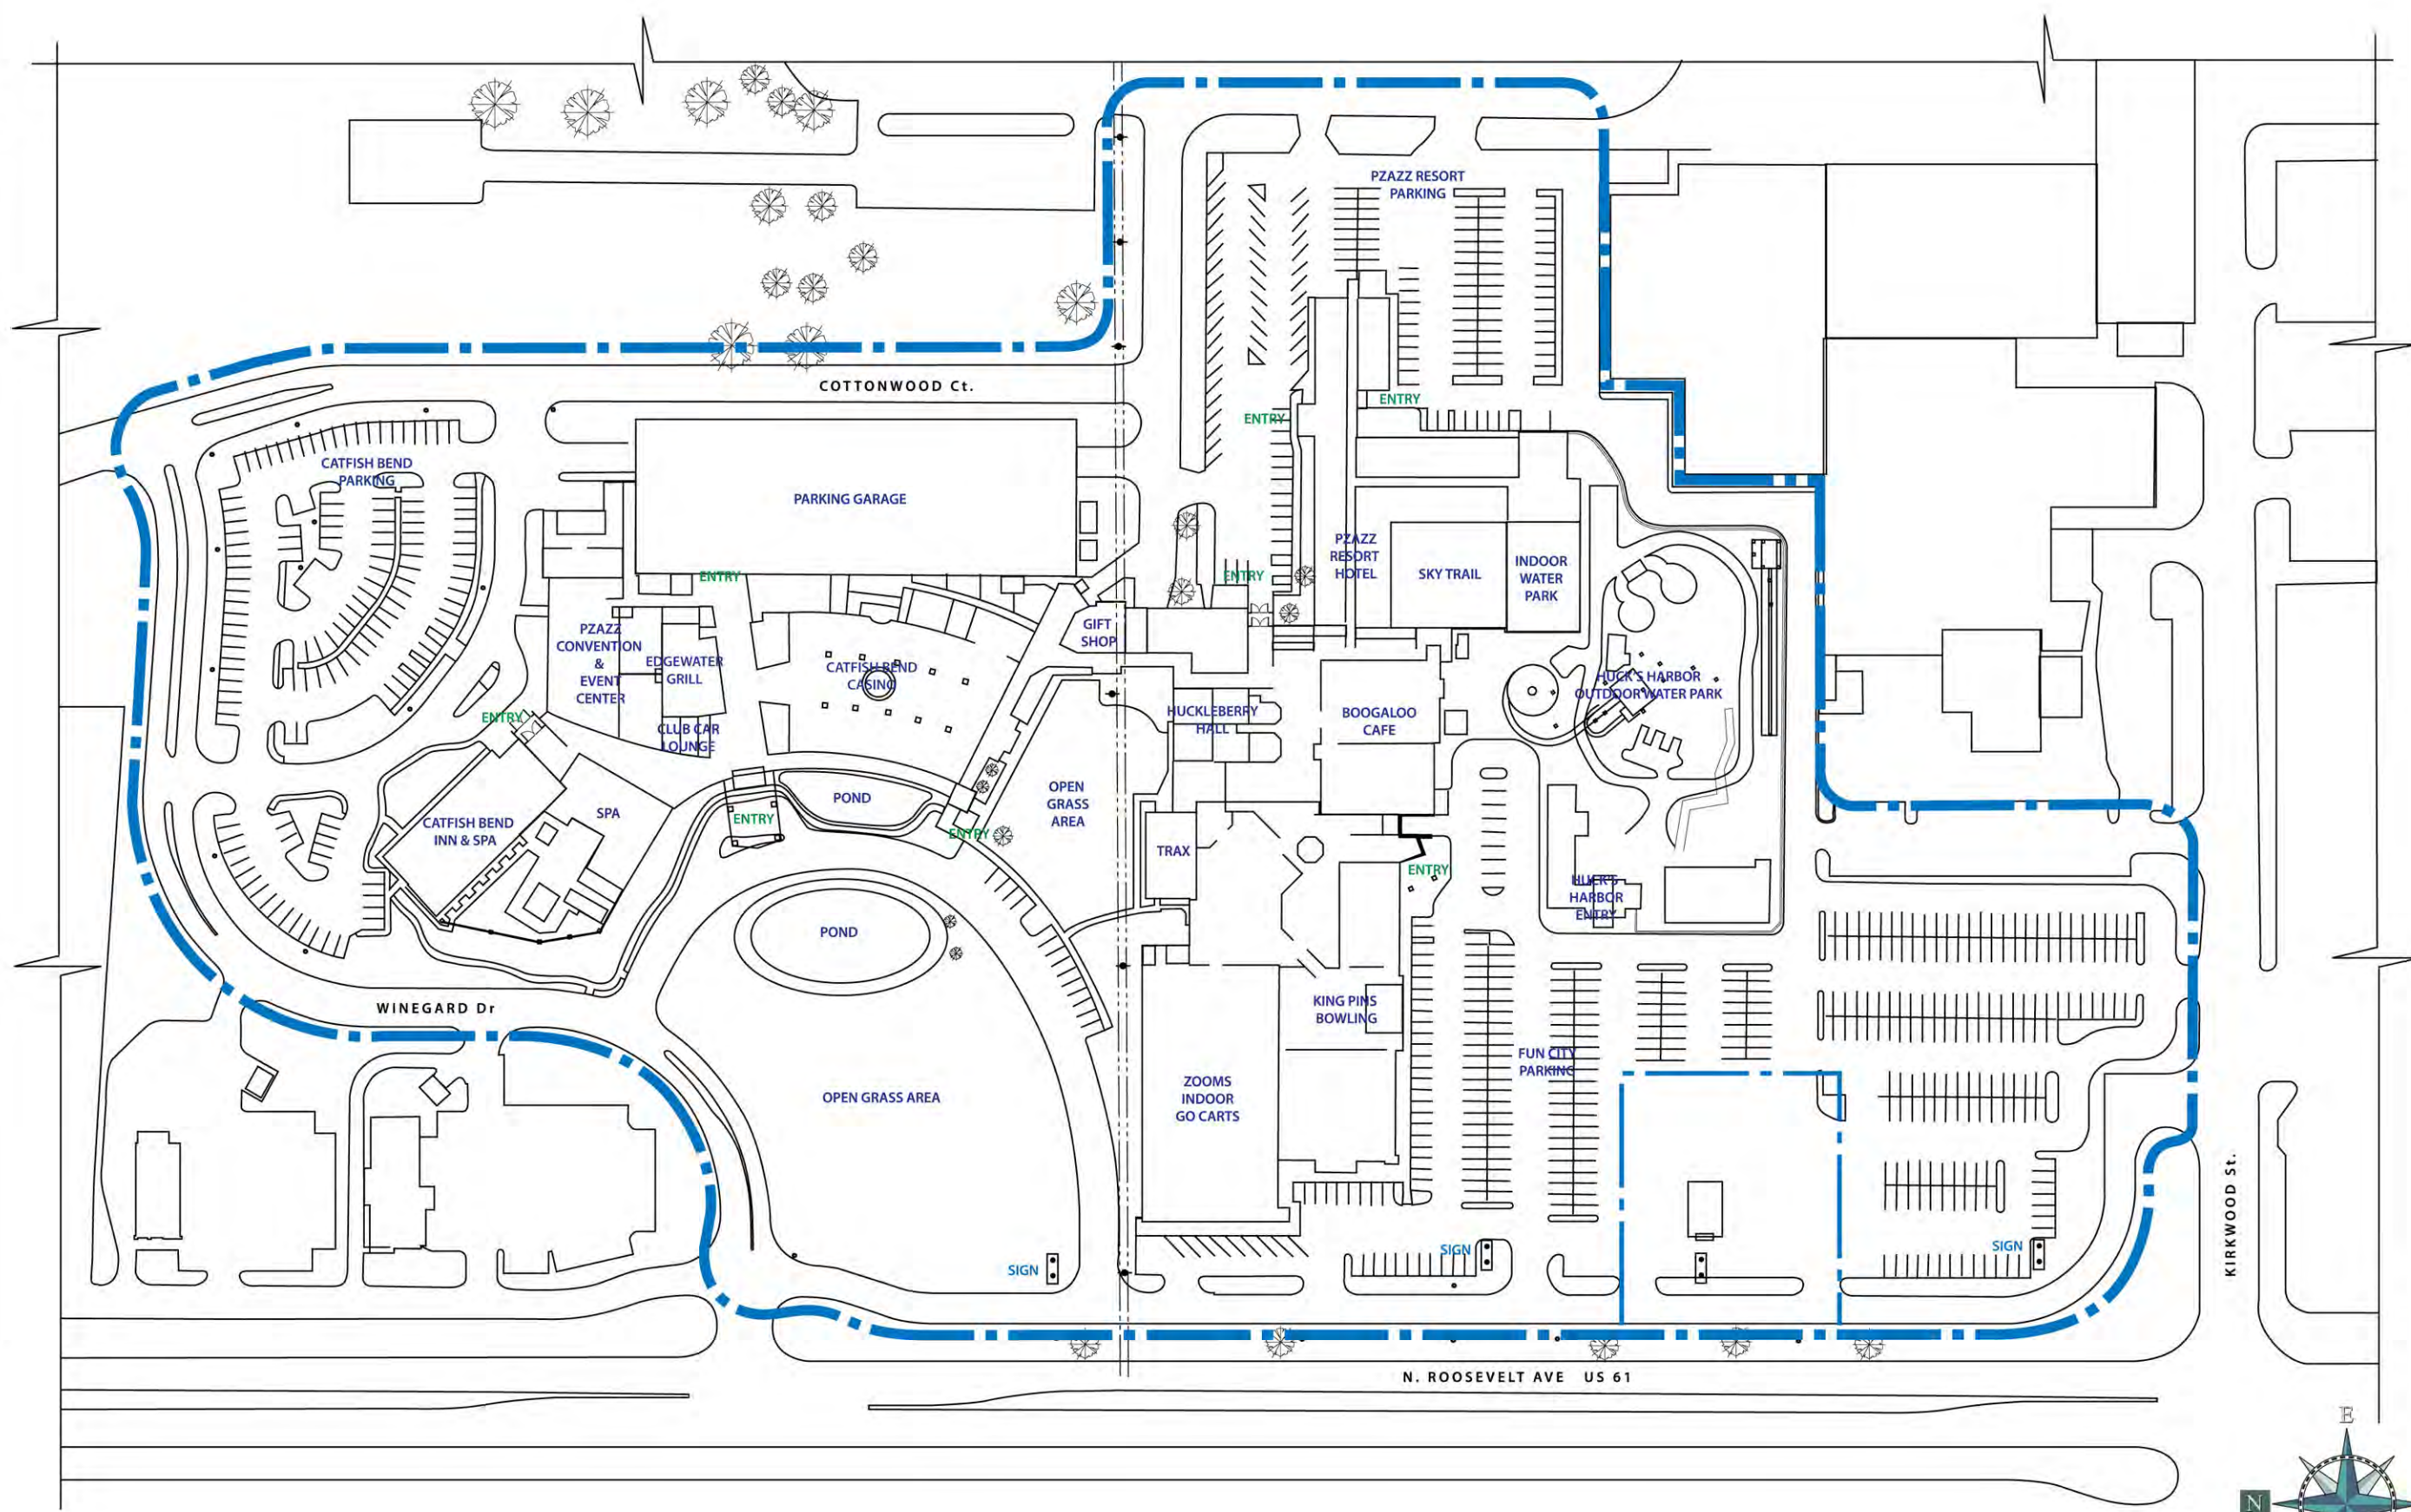 PZAZZ RESORT
PARKING
COTTONWOOD Ct.
ENTRY
ENTRY
CATFISH BEND
PARKING
PARKING GARAGE
ENTRY
ENTRY
PZAZZ
RESORT
HOTEL
SKY TRAIL
INDOOR
WATER
PARK
PZAZZ
CONVENTION
&
EVENT
CENTER
EDGEWATER
GRILL
CATFISH BEND
CASINO
GIFT
SHOP
HUCK'S HARBOR
OUTDOOR WATER PARK
ENTRY
CLUB CAR
LOUNGE
HUCKLEBERRY
HALL
BOOGALOO
CAFE
POND
OPEN
GRASS
AREA
SPA
CATFISH BEND
INN & SPA
ENTRY
ENTRY
TRAX
ENTRY
HUCK'S
HARBOR
ENTRY
POND
WINEGARD Dr
KING PINS
BOWLING
FUN CITY
PARKING
OPEN GRASS AREA
ZOOMS
INDOOR
GO CARTS
KIRKWOOD St.
SIGN
SIGN
SIGN
N. ROOSEVELT AVE US 61
E
N